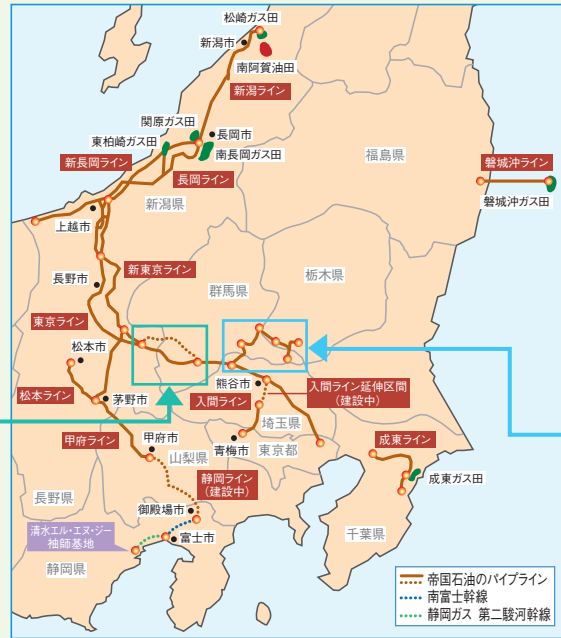 松崎ガス田
新潟市
南阿賀油田
新潟ライン
関原ガス田
長岡市
東柏崎ガス田
南長岡ガス田
新長岡ライン
長岡ライン
福島県
磐城沖ライン
磐城沖ガス田
新潟県
上越市
新東京ライン
長野市
栃木県
群馬県
東京ライン
松本市
熊谷市
入間ライン延伸区間
（建設中）
松本ライン
茅野市
入間ライン
埼玉県
甲府ライン
甲府市
青梅市
東京都
成東ライン
山梨県
静岡ライン
（建設中）
成東ガス田
長野県
御殿場市
清水エル・エヌ・ジー
袖師基地
富士市
千葉県
静岡県
帝国石油のパイプライン
南富士幹線
静岡ガス 第二駿河幹線